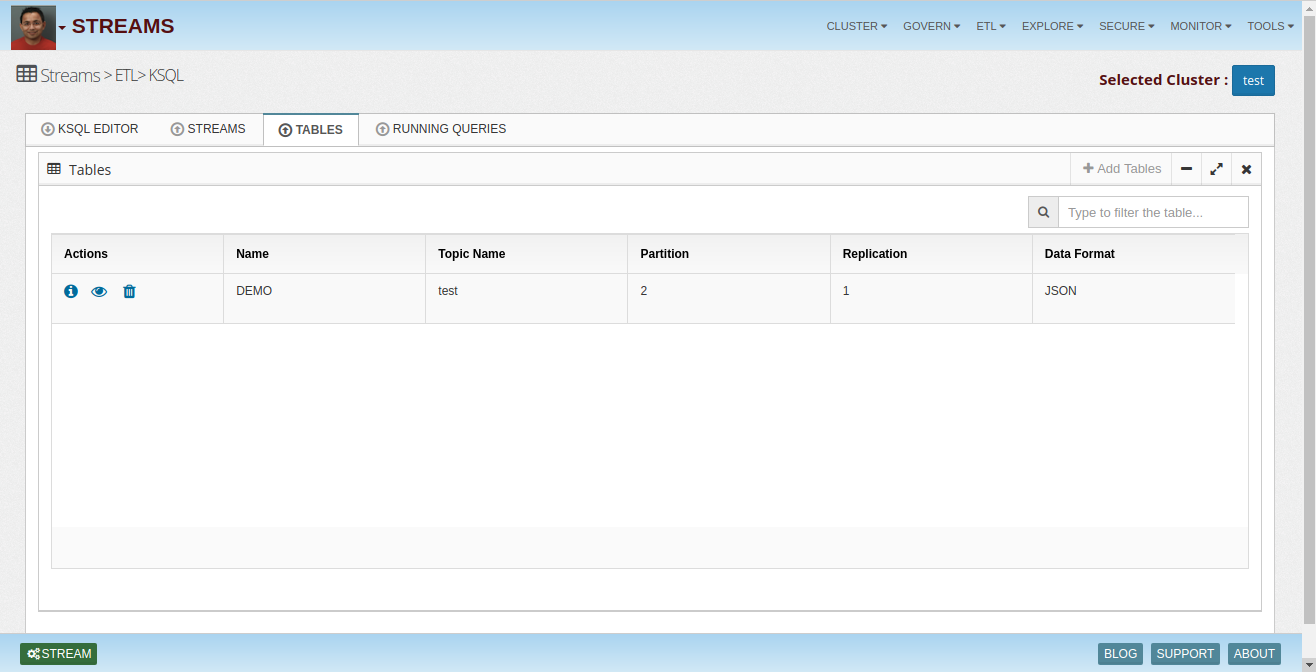 STREAMS CLUSTER GOVERN ETL EXPLORE SECURE MONITOR TOOLS
Streams > ETL> KSQL
Selected Cluster : test
KSQL EDITOR STREAMS TABLES RUNNING QUERIES
Tables Add Tables
Type to filter the table...
Actions Name Topic Name Partition Replication Data Format
DEMO test 2 1 JSON
STREAM BLOG SUPPORT ABOUT